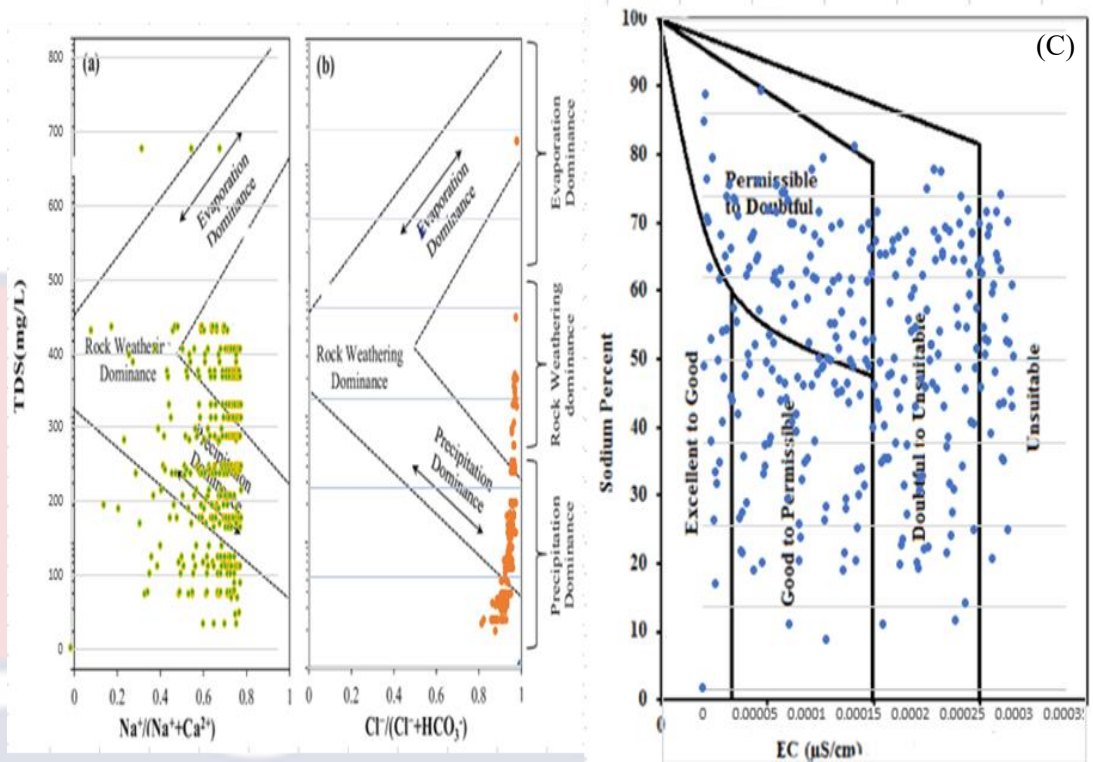 (a)
TDS(mg/L)
800
700
600
500
400
300
200
100
0
Evaporation
Dominance
Rock Weatherin
Dominance
Precipitation
Dominance
0 0.2 0.4 0.6 0.8 1
Na⁺/(Na⁺+Ca²⁺)
(b)
Evaporation
Dominance
Rock Weathering
Dominance
Precipitation
Dominance
0 0.2 0.4 0.6 0.8 1
Cl⁻/(Cl⁻+HCO₃⁻)
Evaporation
Dominance
Rock Weathering
dominance
Precipitation
Dominance
(C)
Sodium Percent
100
90
80
70
60
50
40
30
20
10
0
Permissible
to Doubtful
Excellent to Good
Good to Permissible
Doubtful to Unsuitable
Unsuitable
0 0 0.00005 0.0001 0.00015 0.0002 0.00025 0.0003 0.00035
EC (µS/cm)